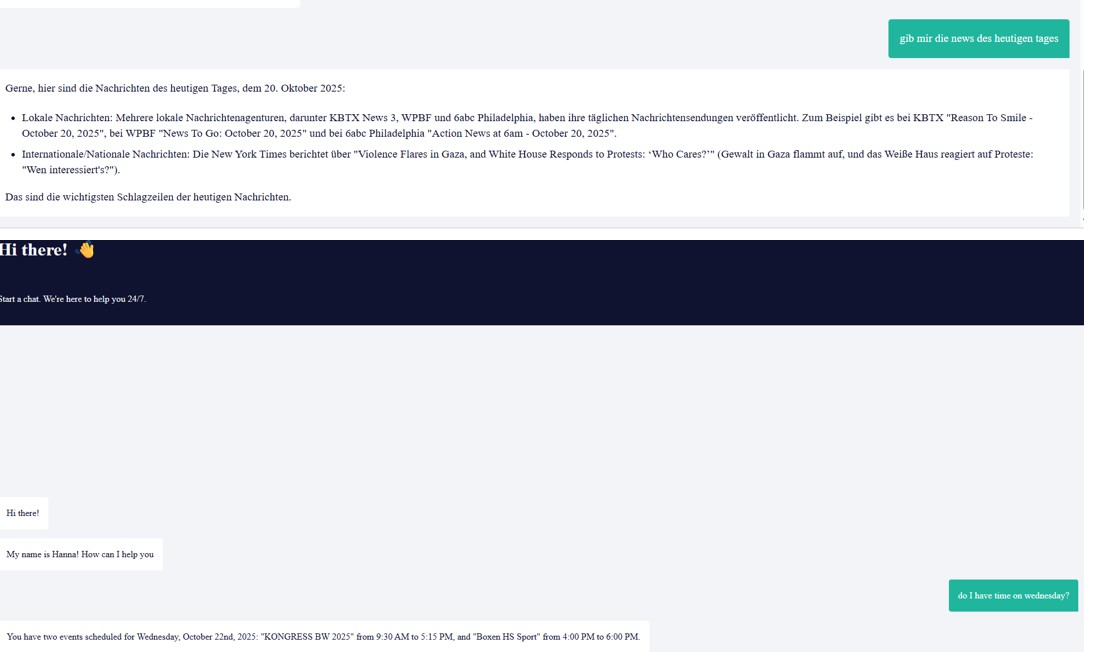 gib mir die news des heutigen tages
Gerne, hier sind die Nachrichten des heutigen Tages, dem 20. Oktober 2025:
• Lokale Nachrichten: Mehrere lokale Nachrichtenagenturen, darunter KBTX News 3, WPBF und 6abc Philadelphia, haben ihre täglichen Nachrichtensendungen veröffentlicht. Zum Beispiel gibt es bei KBTX "Reason To Smile -
October 20, 2025", bei WPBF "News To Go: October 20, 2025" und bei 6abc Philadelphia "Action News at 6am - October 20, 2025".
• Internationale/Nationale Nachrichten: Die New York Times berichtet über "Violence Flares in Gaza, and White House Responds to Protests: ‘Who Cares?’" (Gewalt in Gaza flammt auf, und das Weiße Haus reagiert auf Proteste:
"Wen interessiert's?").
Das sind die wichtigsten Schlagzeilen der heutigen Nachrichten.
Hi there! 👋
Start a chat. We're here to help you 24/7.
Hi there!
My name is Hanna! How can I help you
do I have time on wednesday?
You have two events scheduled for Wednesday, October 22nd, 2025: "KONGRESS BW 2025" from 9:30 AM to 5:15 PM, and "Boxen HS Sport" from 4:00 PM to 6:00 PM.